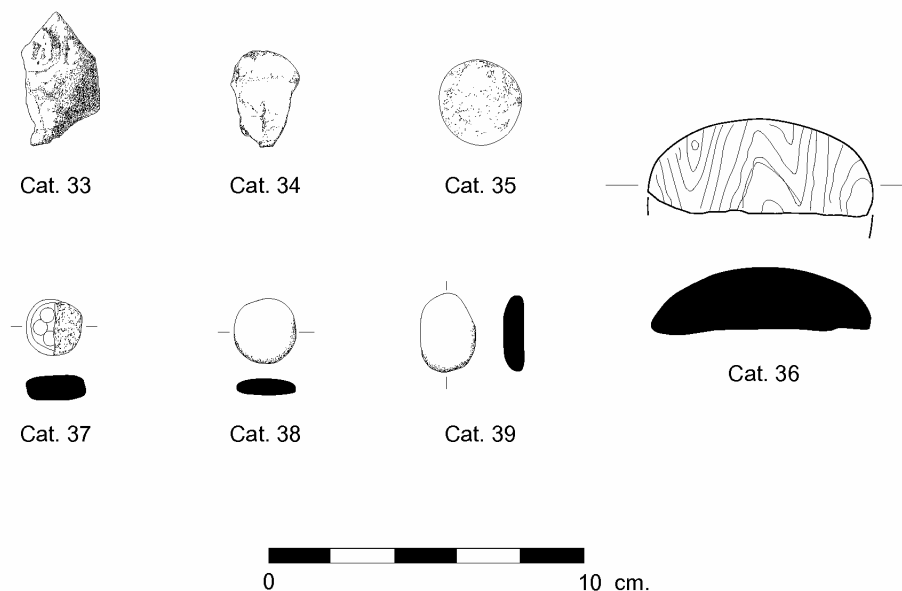 Cat. 33
Cat. 34
Cat. 35
Cat. 36
Cat. 37
Cat. 38
Cat. 39
0 10 cm.